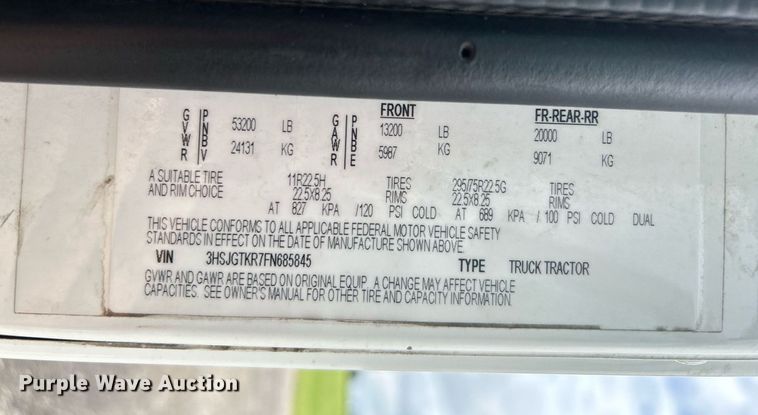 FRONT FR-REAR-RR
GVWR PNBV 53200 LB GAWR PNBE 13200 LB 20000 LB
24131 KG 5987 KG 9071 KG
A SUITABLE TIRE 11R22.5H TIRES 295/75R22.5G TIRES
AND RIM CHOICE 22.5X8.25 RIMS 22.5X8.25 RIMS
AT 827 KPA /120 PSI COLD AT 689 KPA / 100 PSI COLD DUAL
THIS VEHICLE CONFORMS TO ALL APPLICABLE FEDERAL MOTOR VEHICLE SAFETY
STANDARDS IN EFFECT ON THE DATE OF MANUFACTURE SHOWN ABOVE.
VIN 3HSJGTKR7FN685845 TYPE TRUCK TRACTOR
GVWR AND GAWR ARE BASED ON ORIGINAL EQUIP. A CHANGE MAY AFFECT VEHICLE
CAPACITIES. SEE OWNER'S MANUAL FOR OTHER TIRE AND CAPACITY INFORMATION.
Purple Wave Auction